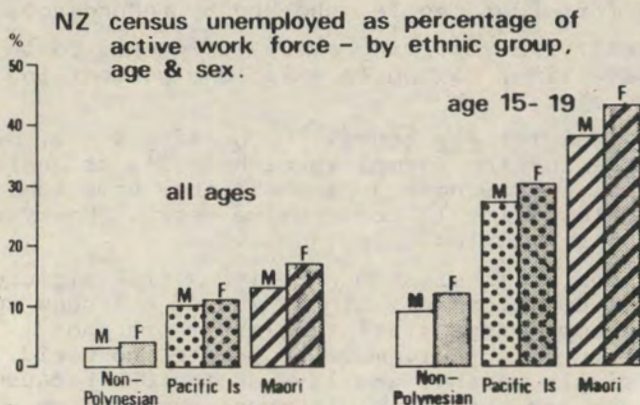 NZ census unemployed as percentage of
active work force - by ethnic group,
age & sex.
%
50
40
30
20
10
0
all ages
M F
Non-
Polynesian
M F
Pacific Is
M F
Maori
age 15-19
M F
Non-
Polynesian
M F
Pacific Is
M F
Maori